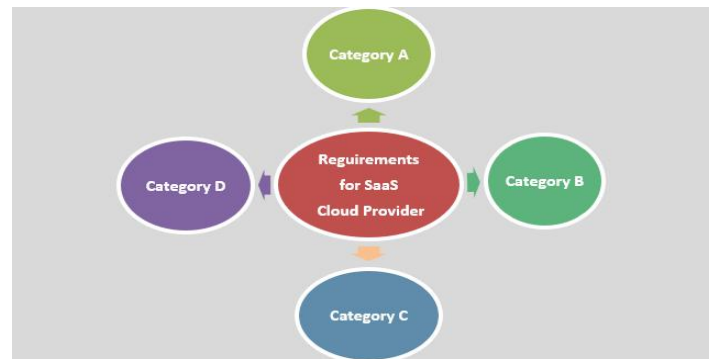 Category A
Reguirements
for SaaS
Cloud Provider
Category D
Category B
Category C